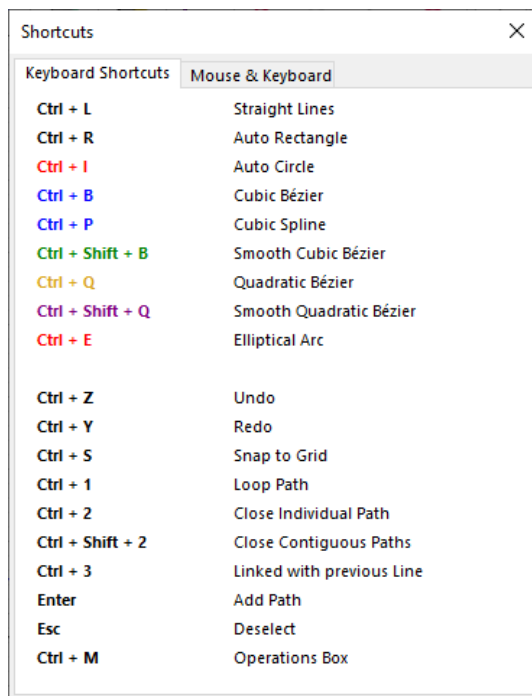 Shortcuts
Keyboard Shortcuts Mouse & Keyboard
Ctrl + L Straight Lines
Ctrl + R Auto Rectangle
Ctrl + I Auto Circle
Ctrl + B Cubic Bézier
Ctrl + P Cubic Spline
Ctrl + Shift + B Smooth Cubic Bézier
Ctrl + Q Quadratic Bézier
Ctrl + Shift + Q Smooth Quadratic Bézier
Ctrl + E Elliptical Arc
Ctrl + Z Undo
Ctrl + Y Redo
Ctrl + S Snap to Grid
Ctrl + 1 Loop Path
Ctrl + 2 Close Individual Path
Ctrl + Shift + 2 Close Contiguous Paths
Ctrl + 3 Linked with previous Line
Enter Add Path
Esc Deselect
Ctrl + M Operations Box